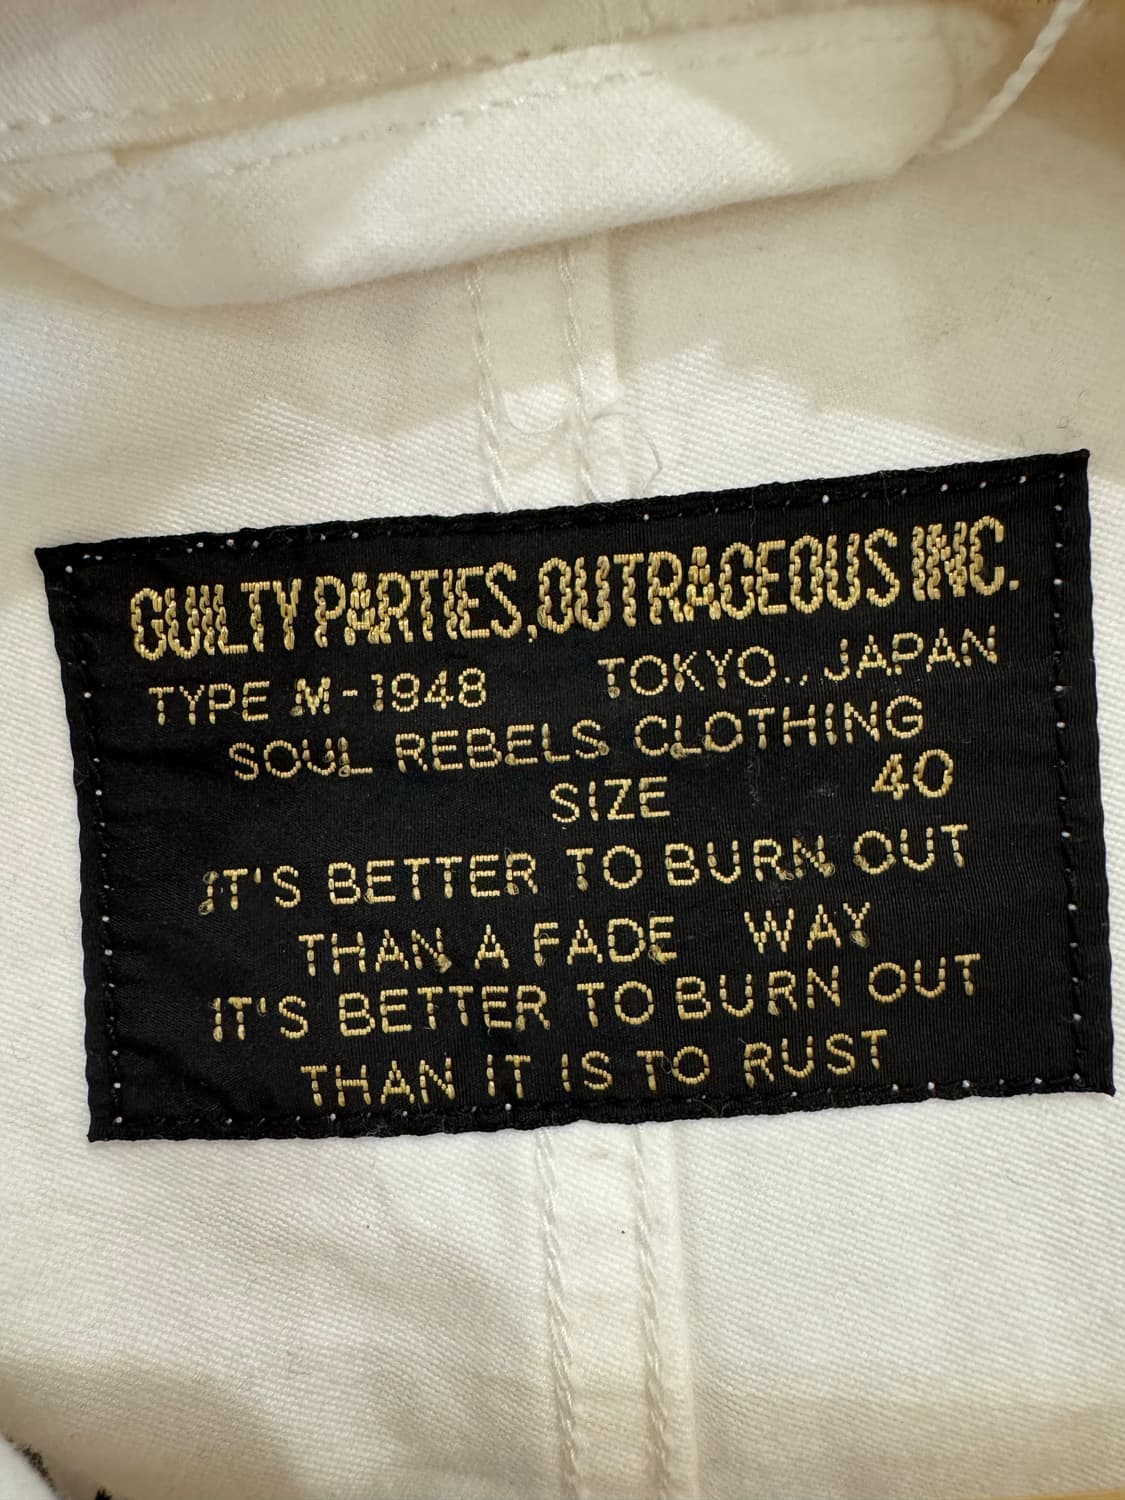 GUILTY PARTIES, OUTRAGEOUS INC.
TYPE M-1948 TOKYO., JAPAN
SOUL REBELS CLOTHING
SIZE 40
IT'S BETTER TO BURN OUT
THAN A FADE WAY
IT'S BETTER TO BURN OUT
THAN IT IS TO RUST